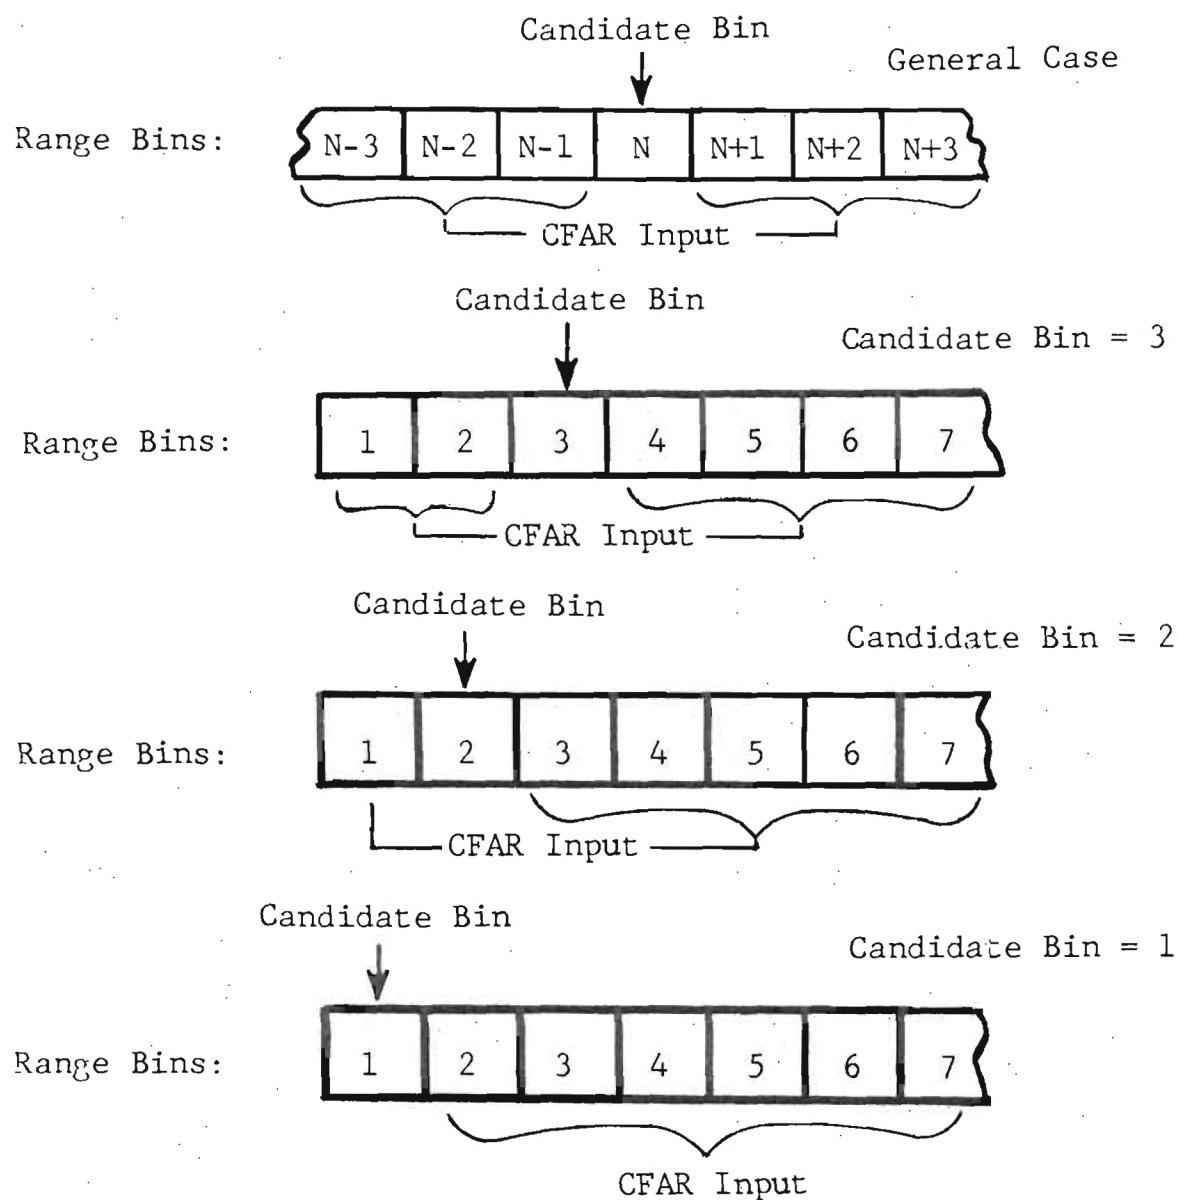 Candidate Bin
General Case
Range Bins: N-3 N-2 N-1 N N+1 N+2 N+3
CFAR Input
Candidate Bin
Candidate Bin = 3
Range Bins: 1 2 3 4 5 6 7
CFAR Input
Candidate Bin
Candidate Bin = 2
Range Bins: 1 2 3 4 5 6 7
CFAR Input
Candidate Bin
Candidate Bin = 1
Range Bins: 1 2 3 4 5 6 7
CFAR Input